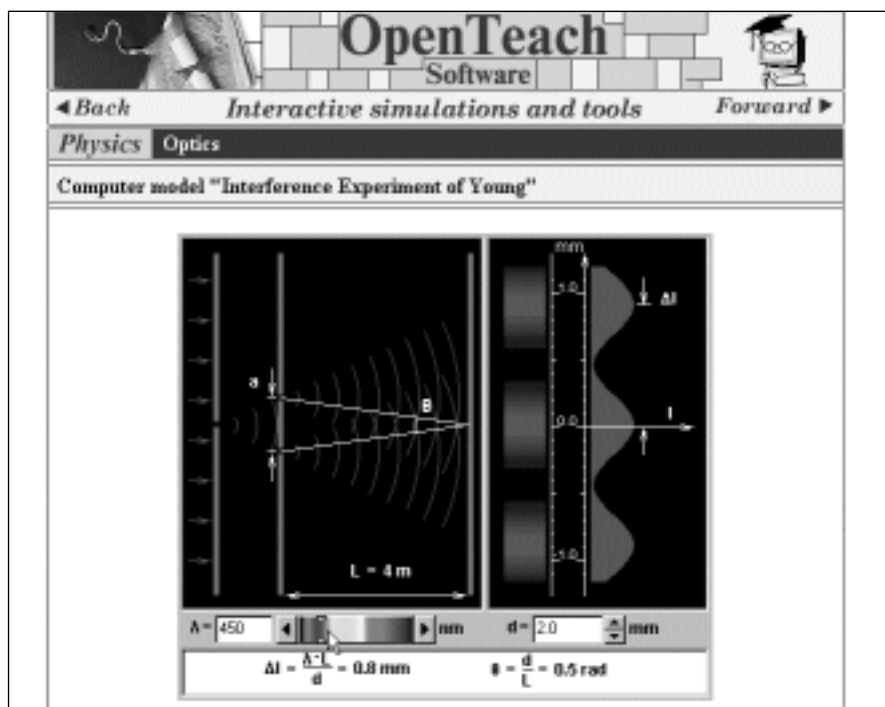 OpenTeach
Software
◄Back Interactive simulations and tools Forward ►
Physics Optics
Computer model "Interference Experiment of Young"
mm
1.0
Δl
a
B
0.0
I
-1.0
L = 4 m
λ = 450 nm d = 2.0 mm
Δl = λ·L / d = 0.8 mm θ = d / L = 0.5 rad